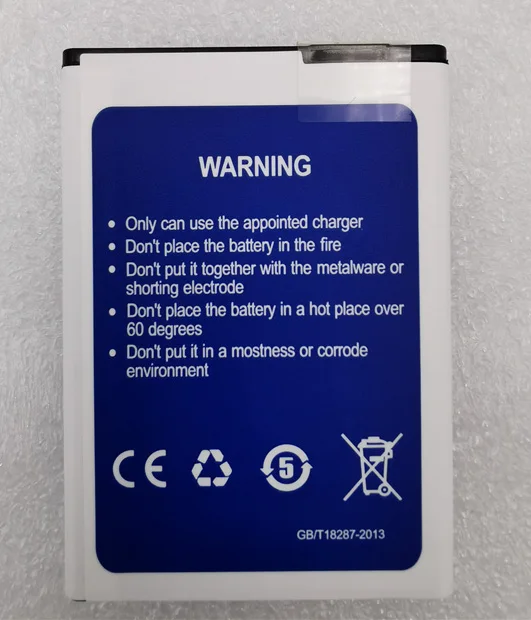 WARNING
• Only can use the appointed charger
• Don't place the battery in the fire
• Don't put it together with the metalware or
shorting electrode
• Don't place the battery in a hot place over
60 degrees
• Don't put it in a mostness or corrode
environment
CE
5
GB/T18287-2013